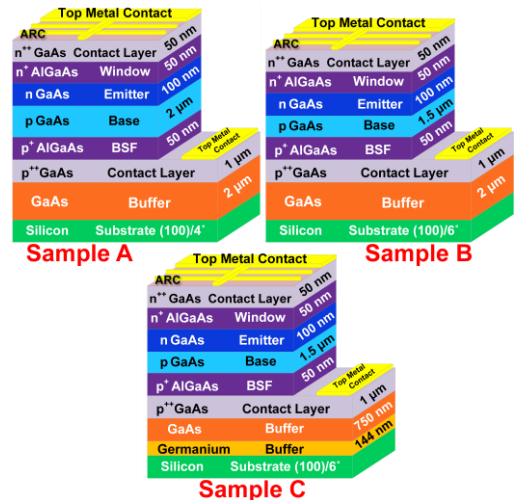 Top Metal Contact
ARC
n++ GaAs Contact Layer 50 nm
n+ AlGaAs Window 50 nm
n GaAs Emitter 100 nm
p GaAs Base 2 µm
p+ AlGaAs BSF 50 nm
Top Metal Contact
p++GaAs Contact Layer 1 µm
GaAs Buffer 2 µm
Silicon Substrate (100)/4°
Sample A
Top Metal Contact
ARC
n++ GaAs Contact Layer 50 nm
n+ AlGaAs Window 50 nm
n GaAs Emitter 100 nm
p GaAs Base 1.5 µm
p+ AlGaAs BSF 50 nm
Top Metal Contact
p++GaAs Contact Layer 1 µm
GaAs Buffer 2 µm
Silicon Substrate (100)/6°
Sample B
Top Metal Contact
ARC
n++ GaAs Contact Layer 50 nm
n+ AlGaAs Window 50 nm
n GaAs Emitter 100 nm
p GaAs Base 1.5 µm
p+ AlGaAs BSF 50 nm
Top Metal Contact
p++GaAs Contact Layer 1 µm
GaAs Buffer 750 nm
Germanium Buffer 144 nm
Silicon Substrate (100)/6°
Sample C